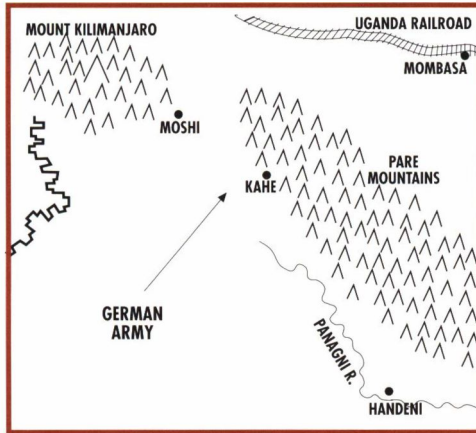 MOUNT KILIMANJARO
UGANDA RAILROAD
MOMBASA
MOSHI
KAHE
PARE
MOUNTAINS
GERMAN
ARMY
PANAGNI R.
HANDENI